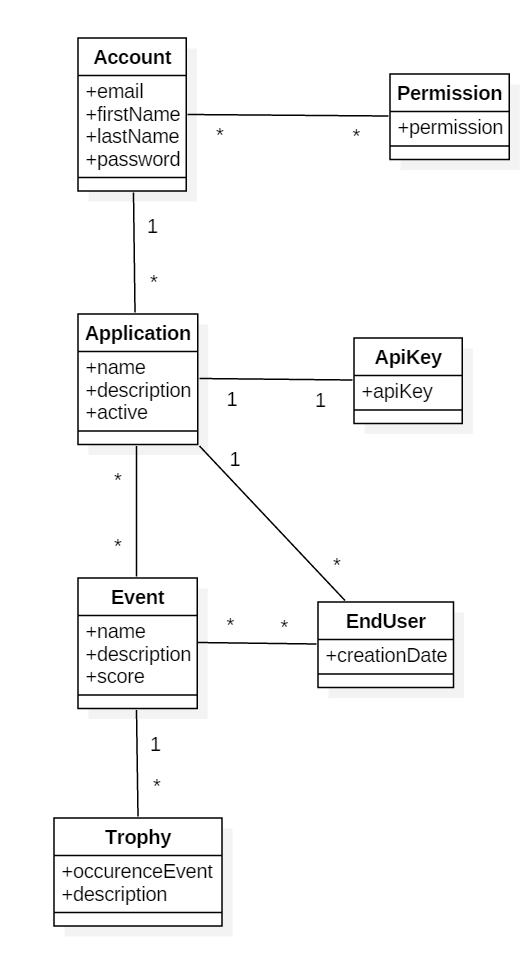 Account
+email
+firstName
+lastName
+password
Permission
+permission
*
*
1
*
Application
+name
+description
+active
ApiKey
+apiKey
1
1
1
*
*
*
Event
+name
+description
+score
*
*
EndUser
+creationDate
1
*
Trophy
+occurenceEvent
+description